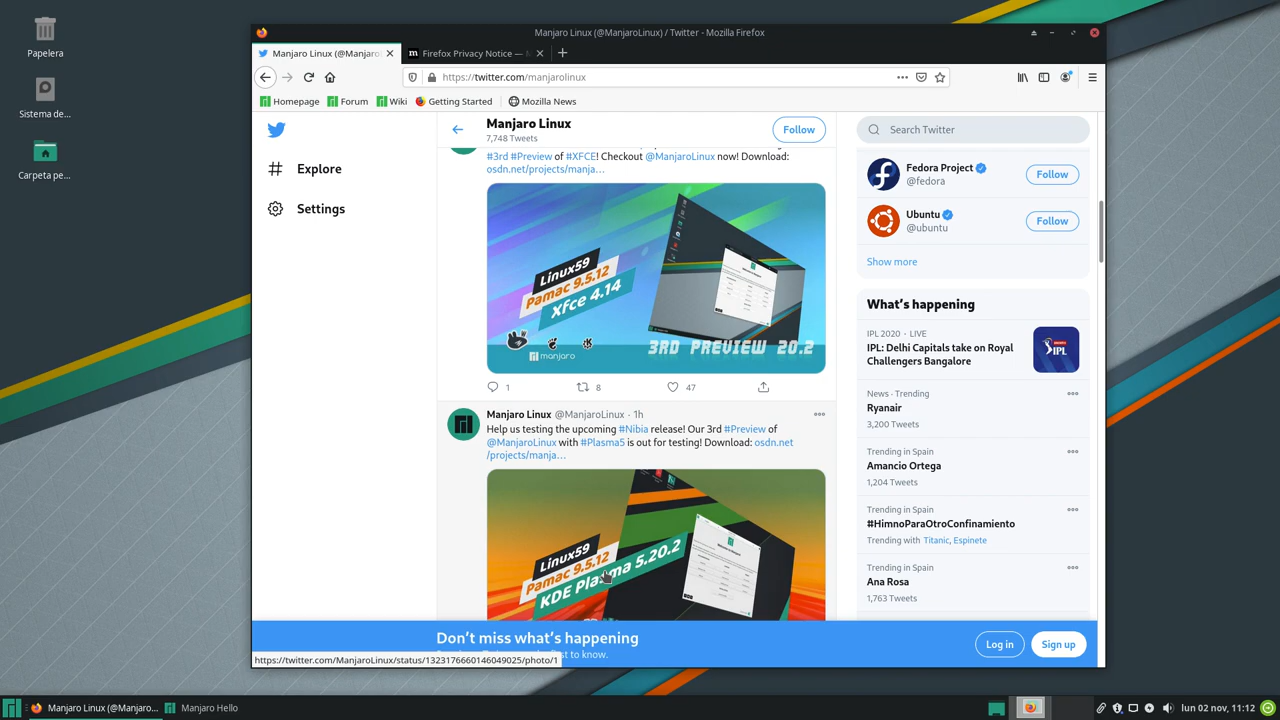 Papelera
Sistema de...
Carpeta pe...
Manjaro Linux (@ManjaroLinux) / Twitter - Mozilla Firefox
Manjaro Linux (@Manjaro
Firefox Privacy Notice —
https://twitter.com/manjarolinux
Homepage
Forum
Wiki
Getting Started
Mozilla News
Explore
Settings
Manjaro Linux
7,748 Tweets
Follow
#3rd #Preview of #XFCE! Checkout @ManjaroLinux now! Download:
osdn.net/projects/manja...
Linux59
Pamac 9.5.12
Xfce 4.14
manjaro
3RD PREVIEW 20.2
1
8
47
Manjaro Linux @ManjaroLinux · 1h
Help us testing the upcoming #Nibia release! Our 3rd #Preview of
@ManjaroLinux with #Plasma5 is out for testing! Download: osdn.net
/projects/manja...
Linux59
Pamac 9.5.12
KDE Plasma 5.20.2
Search Twitter
Fedora Project
@fedora
Follow
Ubuntu
@ubuntu
Follow
Show more
What's happening
IPL 2020 · LIVE
IPL: Delhi Capitals take on Royal
Challengers Bangalore
IPL
News · Trending
Ryanair
3,200 Tweets
Trending in Spain
Amancio Ortega
1,204 Tweets
Trending in Spain
#HimnoParaOtroConfinamiento
Trending with Titanic, Espinete
Trending in Spain
Ana Rosa
1,763 Tweets
Don't miss what's happening
first to know.
Log in
Sign up
https://twitter.com/ManjaroLinux/status/1323176660146049025/photo/1
Manjaro Linux (@Manjaro...
Manjaro Hello
lun 02 nov, 11:12